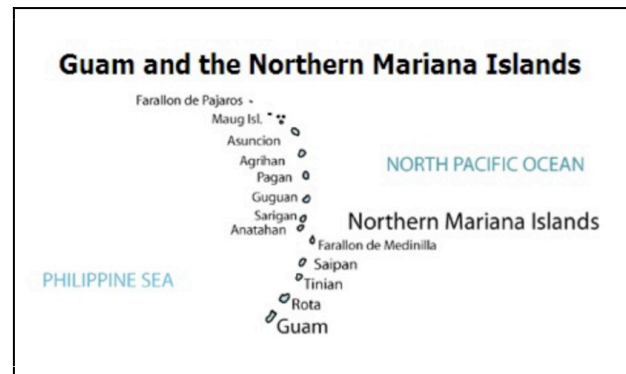 Guam and the Northern Mariana Islands
Farallon de Pajaros
Maug Isl.
Asuncion
Agrihan
NORTH PACIFIC OCEAN
Pagan
Guguan
Sarigan
Northern Mariana Islands
Anatahan
Farallon de Medinilla
Saipan
PHILIPPINE SEA
Tinian
Rota
Guam